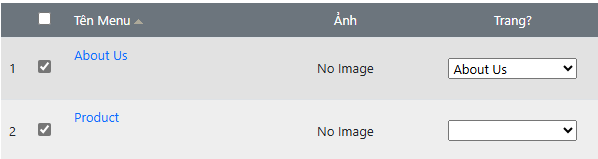 Tên Menu Ảnh Trang?
1 About Us No Image About Us
2 Product No Image